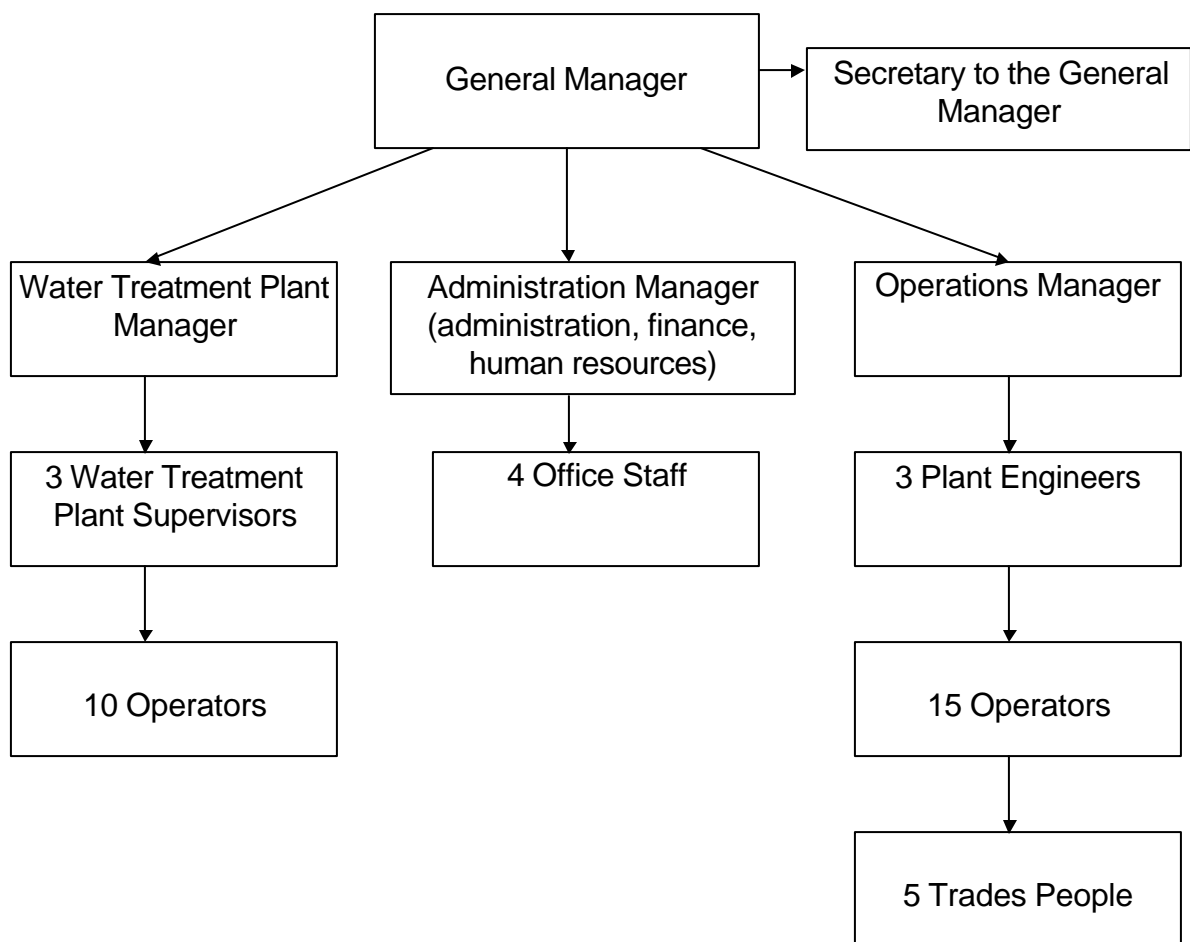 General Manager
Secretary to the General
Manager
Water Treatment Plant
Manager
Administration Manager
(administration, finance,
human resources)
Operations Manager
3 Water Treatment
Plant Supervisors
4 Office Staff
3 Plant Engineers
10 Operators
15 Operators
5 Trades People